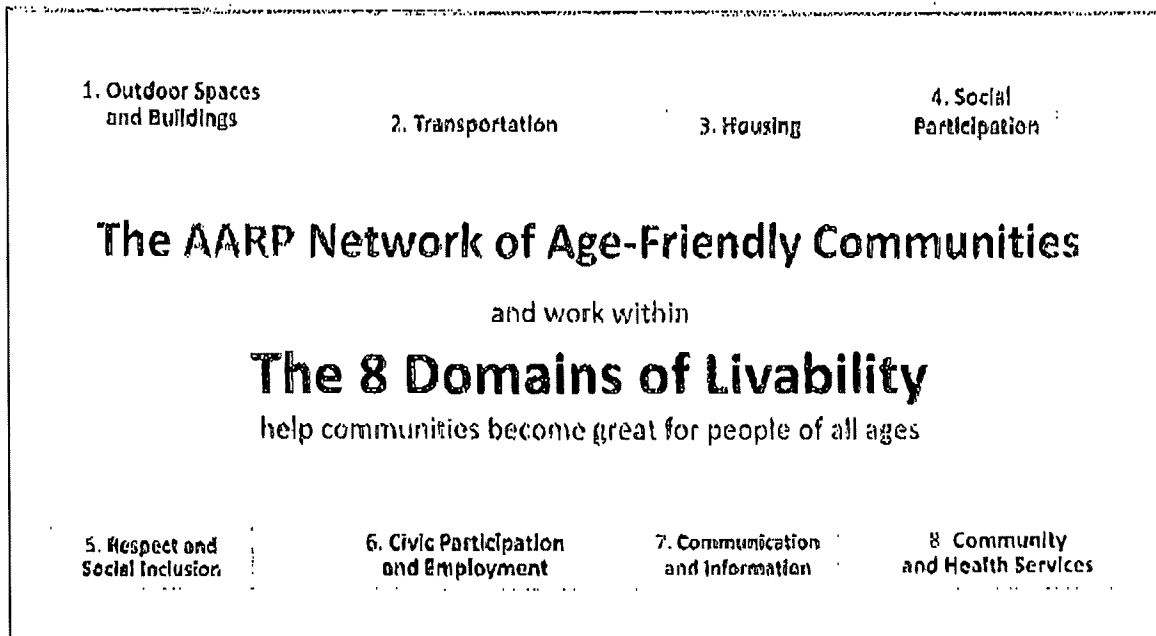 1. Outdoor Spaces
and Buildings
2. Transportation
3. Housing
4. Social
Participation
The AARP Network of Age-Friendly Communities
and work within
The 8 Domains of Livability
help communities become great for people of all ages
5. Respect and
Social Inclusion
6. Civic Participation
and Employment
7. Communication
and Information
8 Community
and Health Services